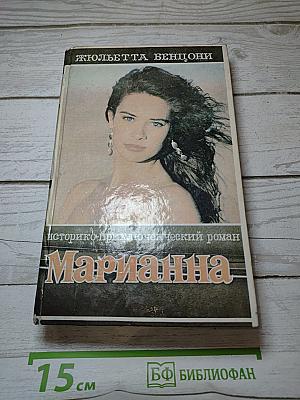 ЖЮЛЬЕТТА БЕНЦОНИ
историко-приключенческий роман
Марианна
15 см
БФ БИБЛИОФАН